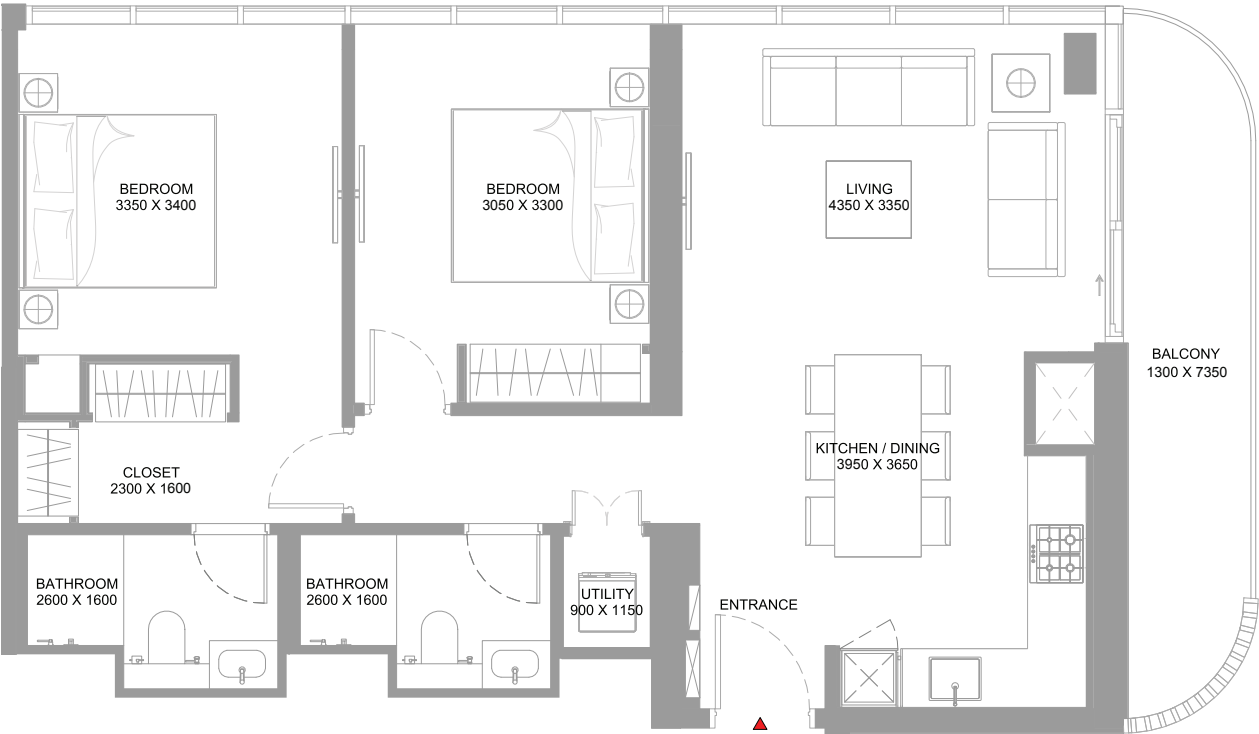 BEDROOM
3350 X 3400
BEDROOM
3050 X 3300
LIVING
4350 X 3350
BALCONY
1300 X 7350
KITCHEN / DINING
3950 X 3650
CLOSET
2300 X 1600
BATHROOM
2600 X 1600
BATHROOM
2600 X 1600
UTILITY
900 X 1150
ENTRANCE